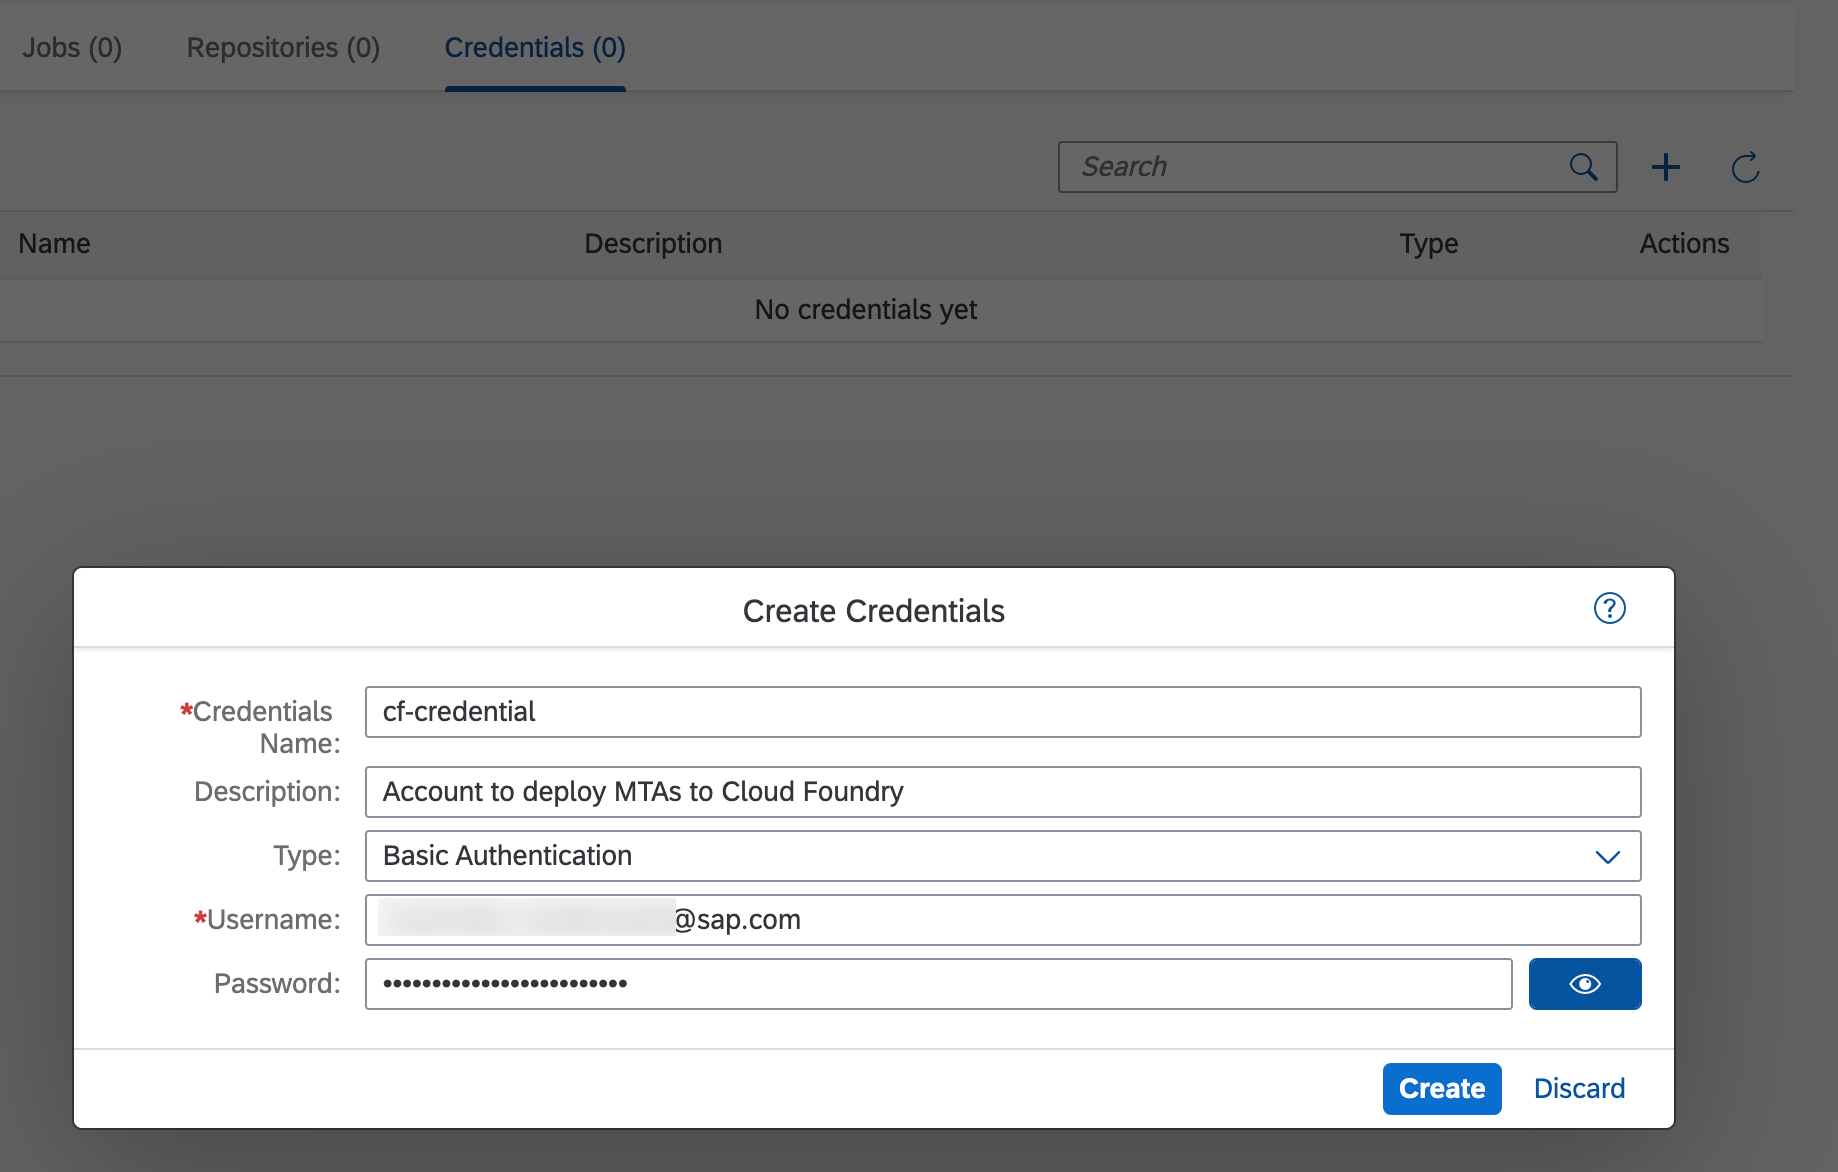 Jobs (0) Repositories (0) Credentials (0)
Search
Name Description Type Actions
No credentials yet
Create Credentials
?
*Credentials
Name:
cf-credential
Description: Account to deploy MTAs to Cloud Foundry
Type: Basic Authentication
*Username: @sap.com
Password: •••••••••••••••••••••••••
Create Discard